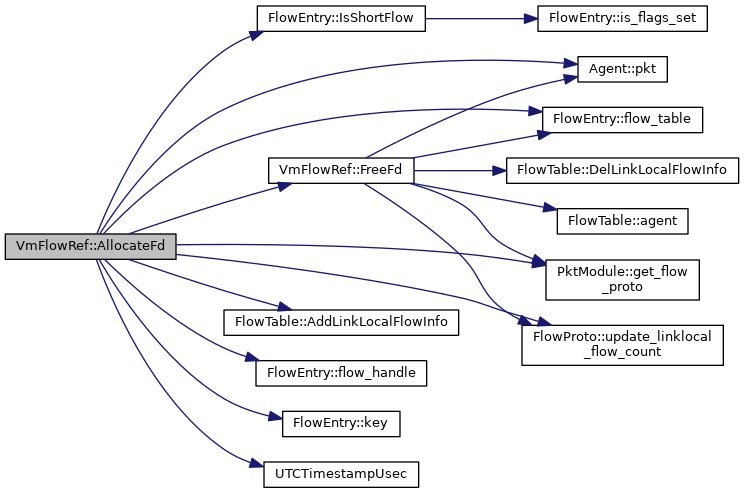 FlowEntry::IsShortFlow
FlowEntry::is_flags_set
Agent::pkt
FlowEntry::flow_table
VmFlowRef::FreeFd
FlowTable::DelLinkLocalFlowInfo
FlowTable::agent
VmFlowRef::AllocateFd
PktModule::get_flow
_proto
FlowTable::AddLinkLocalFlowInfo
FlowProto::update_linklocal
_flow_count
FlowEntry::flow_handle
FlowEntry::key
UTCTimestampUsec